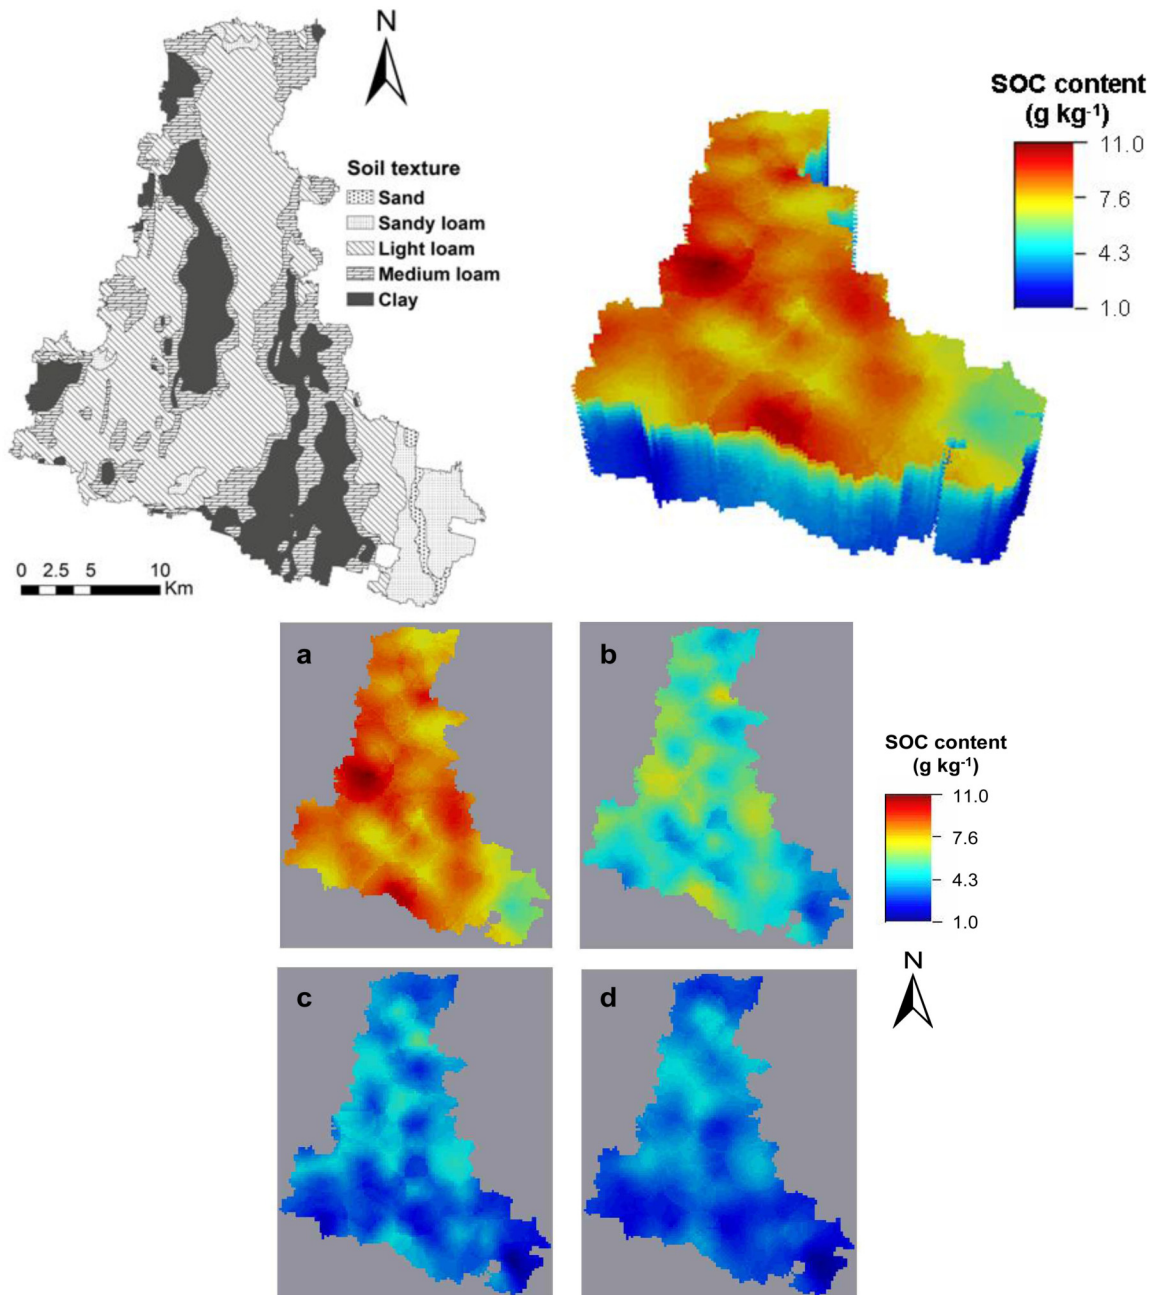 N
Soil texture
Sand
Sandy loam
Light loam
Medium loam
Clay
0 2.5 5 10
Km
SOC content
(g kg-1)
11.0
7.6
4.3
1.0
a
b
SOC content
(g kg-1)
11.0
7.6
4.3
1.0
N
c
d